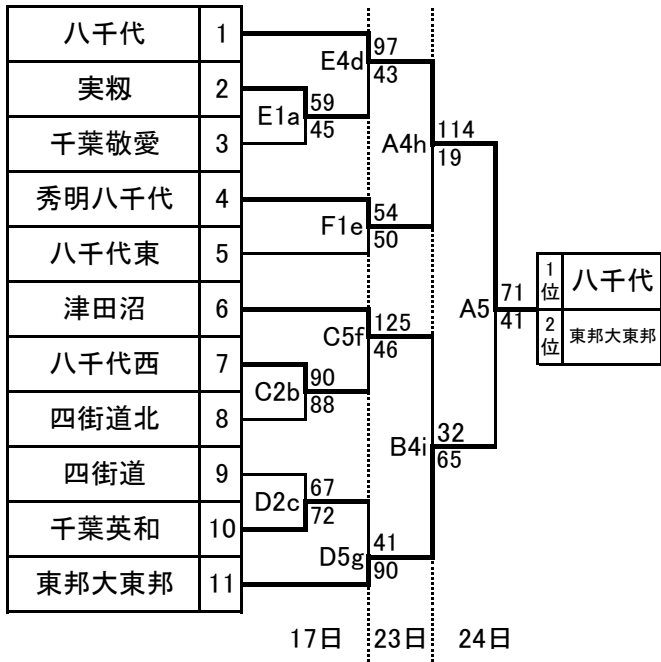 八千代 1
実籾 2
千葉敬愛 3
秀明八千代 4
八千代東 5
津田沼 6
八千代西 7
四街道北 8
四街道 9
千葉英和 10
東邦大東邦 11
E1a
59
45
C2b
90
88
D2c
67
72
E4d
97
43
F1e
54
50
C5f
125
46
D5g
41
90
A4h
114
19
B4i
32
65
A5
71
41
1位 八千代
2位 東邦大東邦
17日 23日 24日